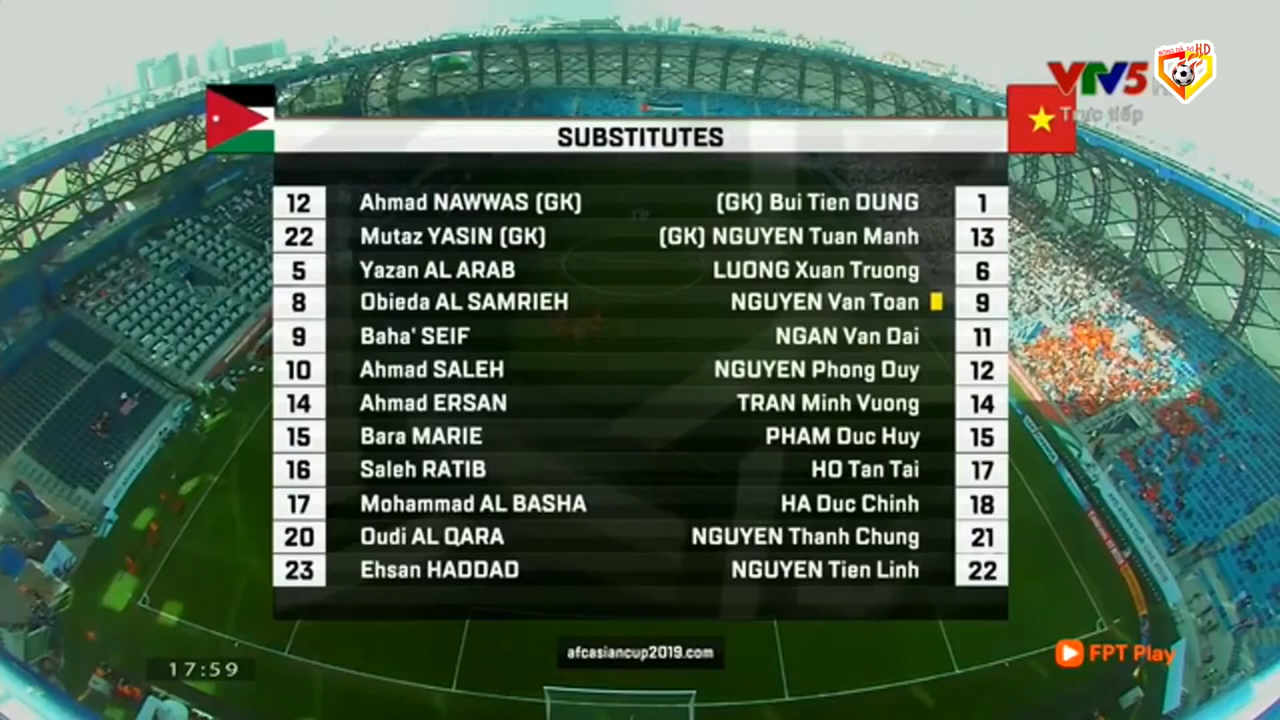 BÓNG ĐÁ SỐ HD
VTV5
Trực tiếp
SUBSTITUTES
12 Ahmad NAWWAS (GK) (GK) Bui Tien DUNG 1
22 Mutaz YASIN (GK) (GK) NGUYEN Tuan Manh 13
5 Yazan AL ARAB LUONG Xuan Truong 6
8 Obieda AL SAMRIEH NGUYEN Van Toan 9
9 Baha' SEIF NGAN Van Dai 11
10 Ahmad SALEH NGUYEN Phong Duy 12
14 Ahmad ERSAN TRAN Minh Vuong 14
15 Bara MARIE PHAM Duc Huy 15
16 Saleh RATIB HO Tan Tai 17
17 Mohammad AL BASHA HA Duc Chinh 18
20 Oudi AL QARA NGUYEN Thanh Chung 21
23 Ehsan HADDAD NGUYEN Tien Linh 22
afcasiancup2019.com
FPT Play
17:59